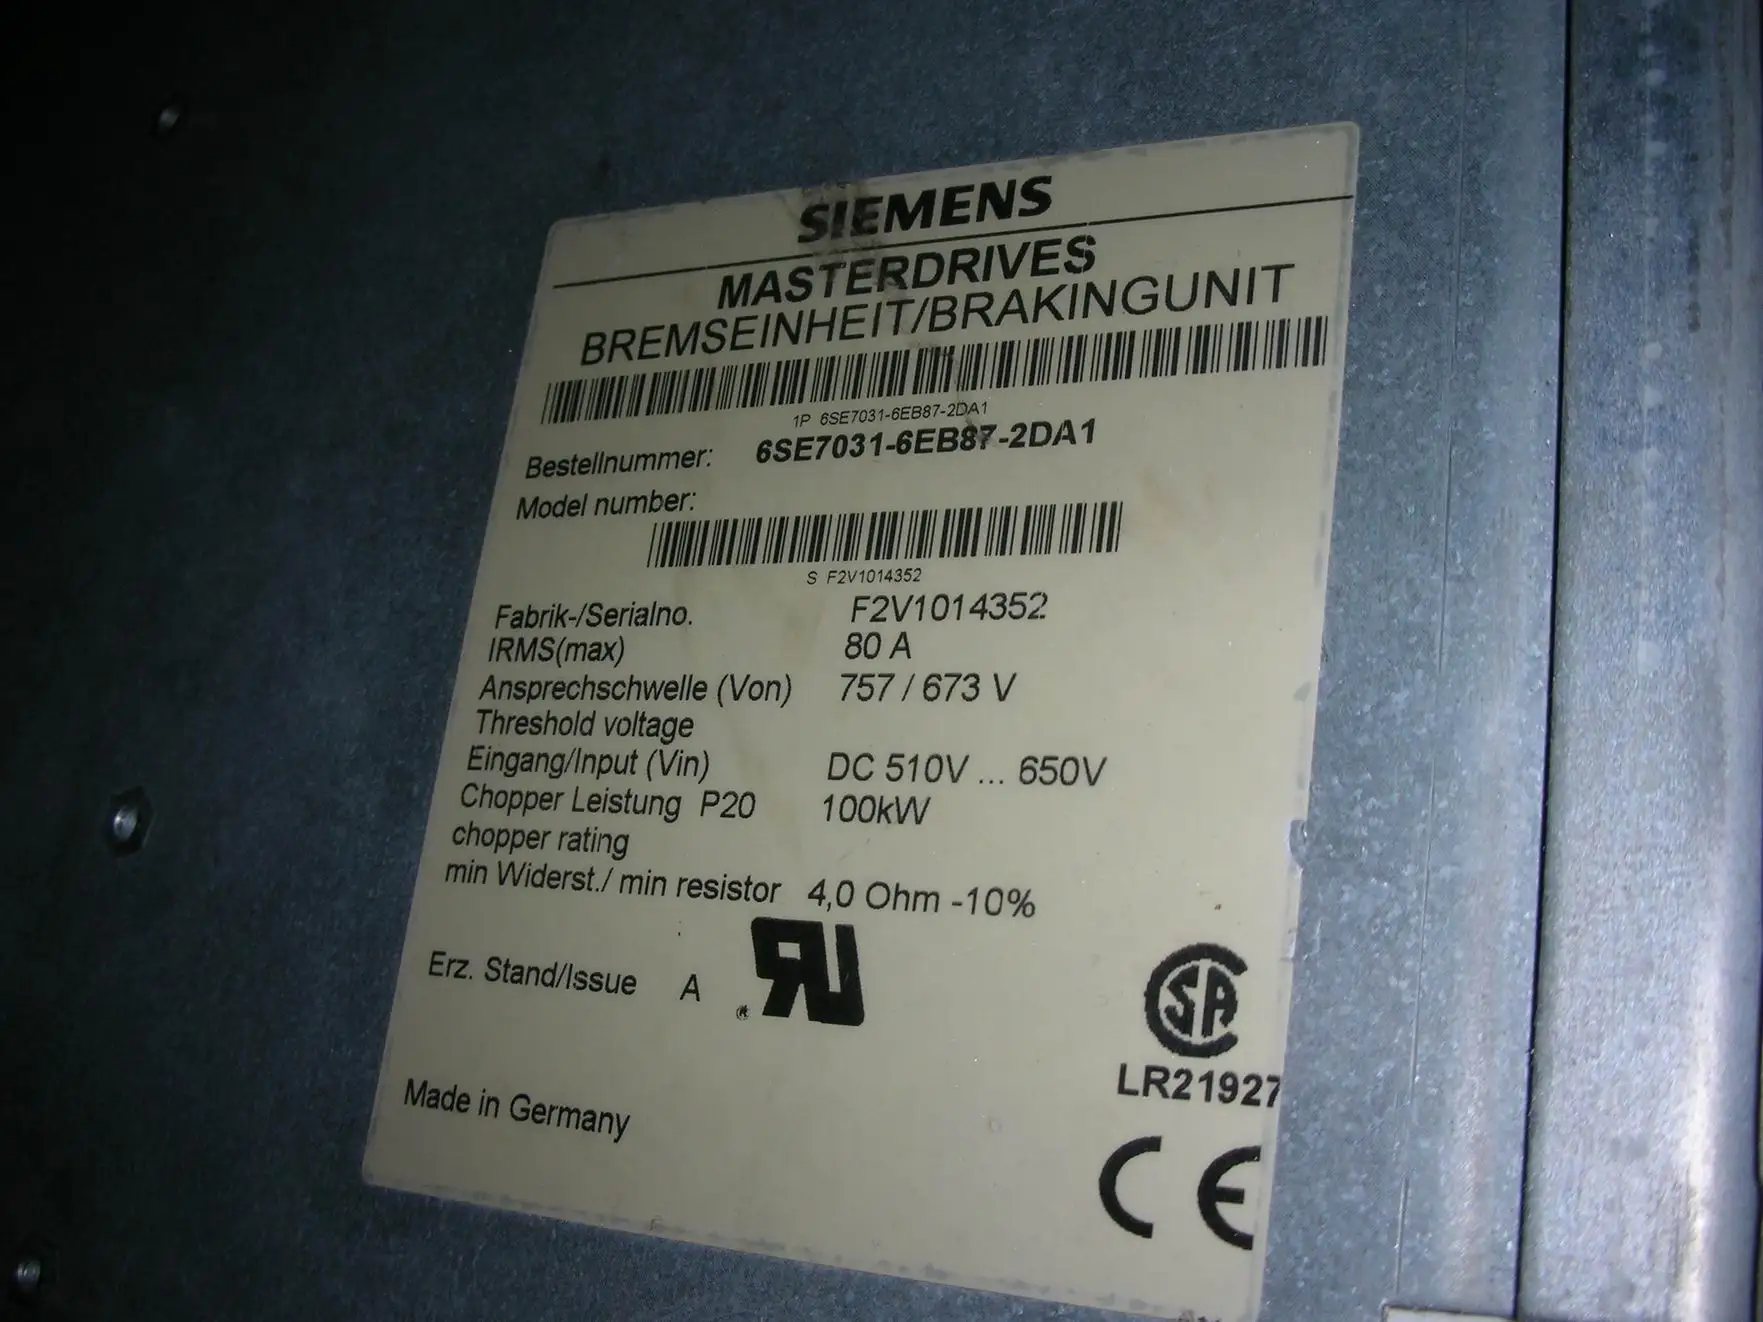 SIEMENS
MASTERDRIVES
BREMSEINHEIT/BRAKINGUNIT
1P 6SE7031-6EB87-2DA1
Bestellnummer: 6SE7031-6EB87-2DA1
Model number:
S F2V1014352
Fabrik-/Serialno. F2V1014352
IRMS(max) 80 A
Ansprechschwelle (Von) 757 / 673 V
Threshold voltage
Eingang/Input (Vin) DC 510V ... 650V
Chopper Leistung P20 100kW
chopper rating
min Widerst./ min resistor 4,0 Ohm -10%
Erz. Stand/Issue A
RU ®
SA
LR21927
Made in Germany
CE